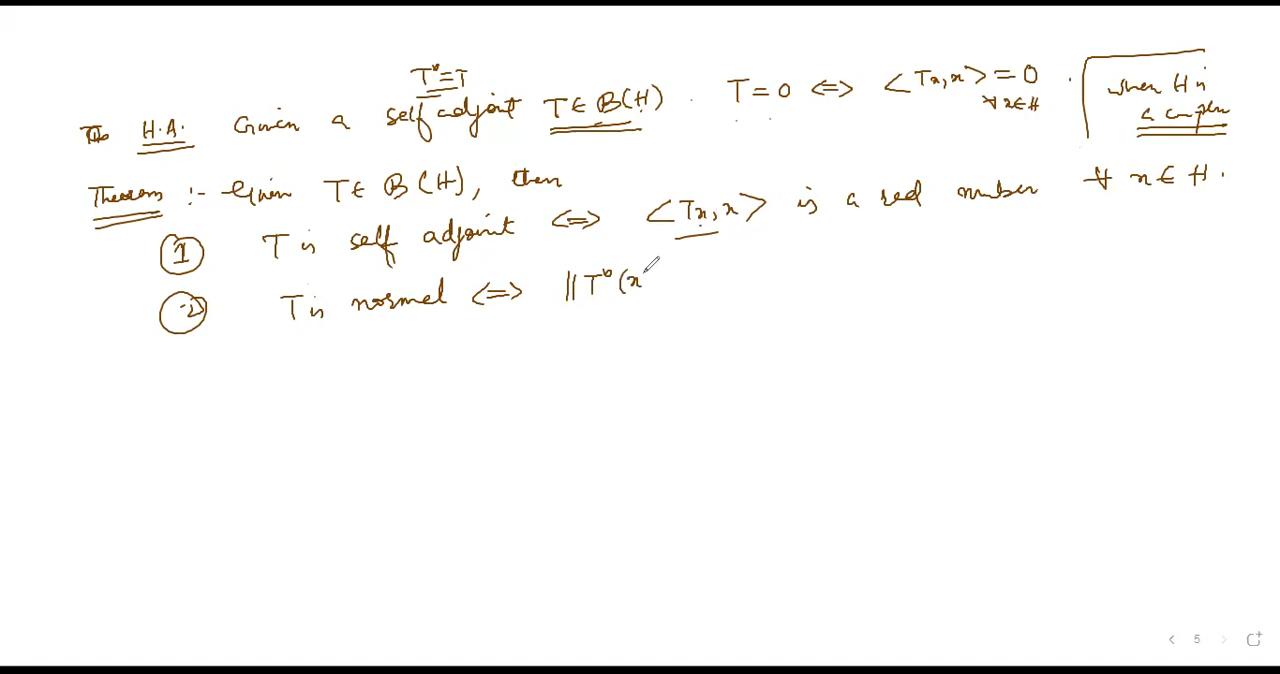 T*=T
The H.A. Given a self adjoint T∈ B(H). T=0 ⟺ <Tx,x> = 0 ∀ x∈H . when H is a complex
Theorem :- Given T∈ B(H), then
① T is self adjoint ⟺ <Tx,x> is a real number ∀ x∈ H.
② T is normal ⟺ ||T*(x
5